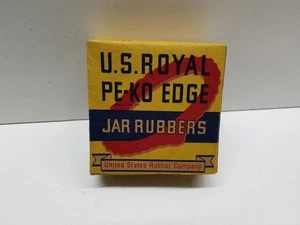 U.S. ROYAL
PE-KO EDGE
JAR RUBBERS
United States Rubber Company